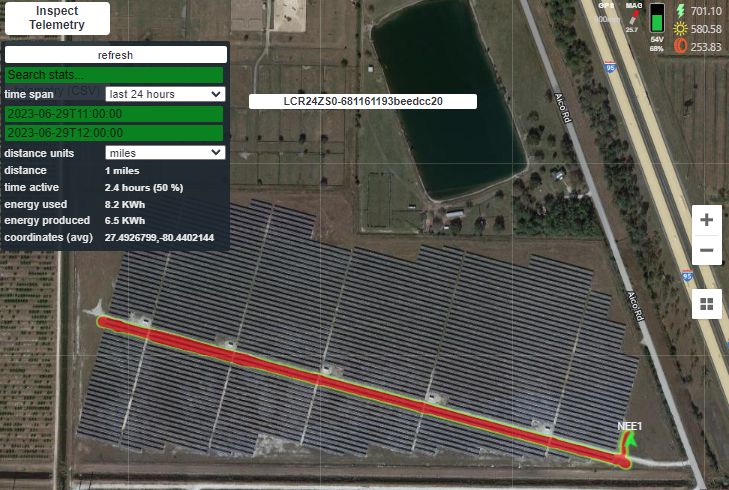 Inspect
Telemetry
GPS
MAG
701.10
25.7
580.58
54V
68%
253.83
refresh
Search stats...
time span
last 24 hours
LCR24ZS0-681161193beedcc20
2023-06-29T11:00:00
2023-06-29T12:00:00
distance units
miles
distance
1 miles
time active
2.4 hours (50 %)
energy used
8.2 KWh
energy produced
6.5 KWh
coordinates (avg)
27.4926799,-80.4402144
95
Aico Rd
95
Aico Rd
NEE1
+
−